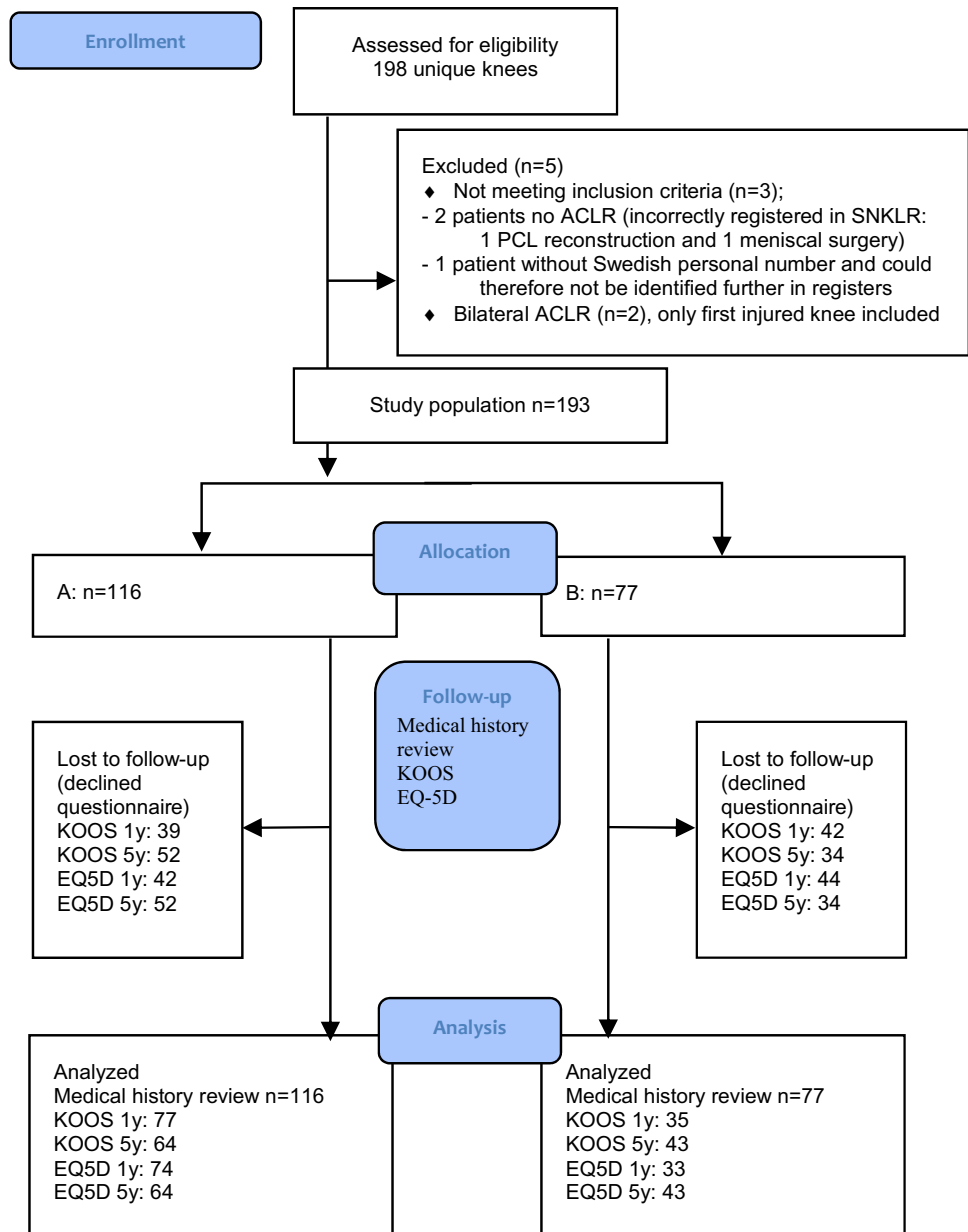 Enrollment
Assessed for eligibility
198 unique knees
Excluded (n=5)
♦ Not meeting inclusion criteria (n=3);
- 2 patients no ACLR (incorrectly registered in SNKLR:
1 PCL reconstruction and 1 meniscal surgery)
- 1 patient without Swedish personal number and could
therefore not be identified further in registers
♦ Bilateral ACLR (n=2), only first injured knee included
Study population n=193
Allocation
A: n=116
B: n=77
Follow-up
Medical history
review
KOOS
EQ-5D
Lost to follow-up
(declined
questionnaire)
KOOS 1y: 39
KOOS 5y: 52
EQ5D 1y: 42
EQ5D 5y: 52
Lost to follow-up
(declined
questionnaire)
KOOS 1y: 42
KOOS 5y: 34
EQ5D 1y: 44
EQ5D 5y: 34
Analysis
Analyzed
Medical history review n=116
KOOS 1y: 77
KOOS 5y: 64
EQ5D 1y: 74
EQ5D 5y: 64
Analyzed
Medical history review n=77
KOOS 1y: 35
KOOS 5y: 43
EQ5D 1y: 33
EQ5D 5y: 43